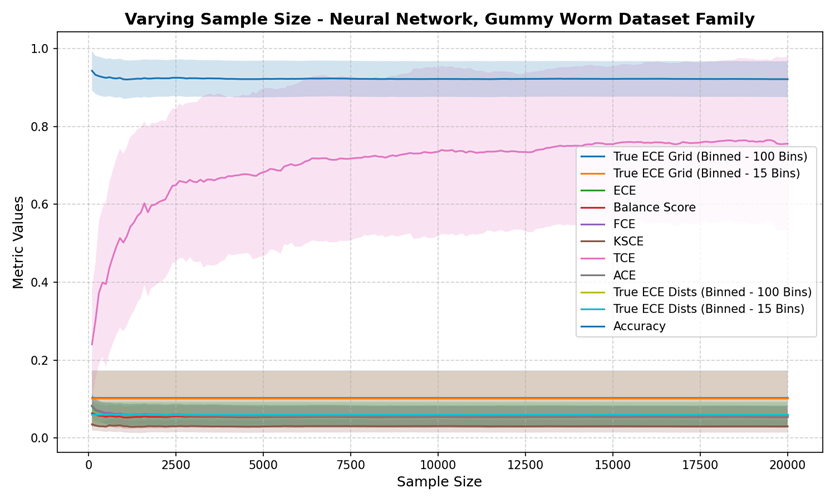 Varying Sample Size - Neural Network, Gummy Worm Dataset Family
1.0
0.8
0.6
0.4
0.2
0.0
Metric Values
True ECE Grid (Binned - 100 Bins)
True ECE Grid (Binned - 15 Bins)
ECE
Balance Score
FCE
KSCE
TCE
ACE
True ECE Dists (Binned - 100 Bins)
True ECE Dists (Binned - 15 Bins)
Accuracy
0
2500
5000
7500
10000
12500
15000
17500
20000
Sample Size